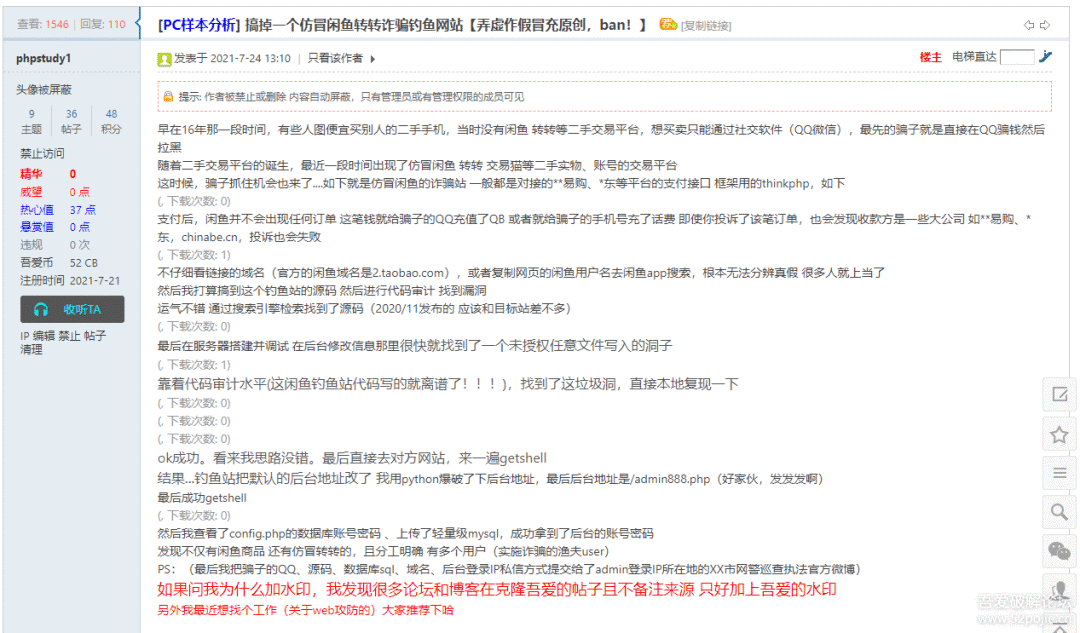 查看: 1546 | 回复: 110
[PC样本分析] 搞掉一个仿冒闲鱼转转诈骗钓鱼网站【弄虚作假冒充原创，ban！】 [复制链接]
phpstudy1
头像被屏蔽
9 36 48
主题 帖子 积分
禁止访问
精华 0
威望 0 点
热心值 37 点
悬赏值 0 点
违规 0 次
吾爱币 52 CB
注册时间 2021-7-21
收听TA
IP 编辑 禁止 帖子
清理
发表于 2021-7-24 13:10 | 只看该作者
楼主 电梯直达
提示: 作者被禁止或删除 内容自动屏蔽，只有管理员或有管理权限的成员可见
早在16年那一段时间，有些人图便宜买别人的二手手机，当时没有闲鱼 转转等二手交易平台，想买卖只能通过社交软件（QQ微信），最先的骗子就是直接在QQ骗钱然后
拉黑
随着二手交易平台的诞生，最近一段时间出现了仿冒闲鱼 转转 交易猫等二手实物、账号的交易平台
这时候，骗子抓住机会也来了....如下就是仿冒闲鱼的诈骗站 一般都是对接的**易购、*东等平台的支付接口 框架用的thinkphp，如下
(, 下载次数: 0)
支付后，闲鱼并不会出现任何订单 这笔钱就给骗子的QQ充值了QB 或者就给骗子的手机号充了话费 即使你投诉了该笔订单，也会发现收款方是一些大公司 如**易购、*
东，chinabe.cn，投诉也会失败
(, 下载次数: 1)
不仔细看链接的域名（官方的闲鱼域名是2.taobao.com），或者复制网页的闲鱼用户名去闲鱼app搜索，根本无法分辨真假 很多人就上当了
然后我打算搞到这个钓鱼站的源码 然后进行代码审计 找到漏洞
运气不错 通过搜索引擎检索找到了源码（2020/11发布的 应该和目标站差不多）
(, 下载次数: 0)
最后在服务器搭建并调试 在后台修改信息那里很快就找到了一个未授权任意文件写入的洞子
(, 下载次数: 1)
靠着代码审计水平(这闲鱼钓鱼站代码写的就离谱了！！！)，找到了这垃圾洞，直接本地复现一下
(, 下载次数: 0)
(, 下载次数: 0)
(, 下载次数: 0)
ok成功。看来我思路没错。最后直接去对方网站，来一遍getshell
结果...钓鱼站把默认的后台地址改了 我用python爆破了下后台地址，最后后台地址是/admin888.php（好家伙，发发发啊）
最后成功getshell
(, 下载次数: 0)
然后我查看了config.php的数据库账号密码 、上传了轻量级mysql，成功拿到了后台的账号密码
发现不仅有闲鱼商品 还有仿冒转转的，且分工明确 有多个用户（实施诈骗的渔夫user）
PS：（最后我把骗子的QQ、源码、数据库sql、域名、后台登录IP私信方式提交给了admin登录IP所在地的XX市网警巡查执法官方微博）
如果问我为什么加水印，我发现很多论坛和博客在克隆吾爱的帖子且不备注来源 只好加上吾爱的水印
另外我最近想找个工作（关于web攻防的）大家推荐下哈
吾爱破解论坛
www.52pojie.cn